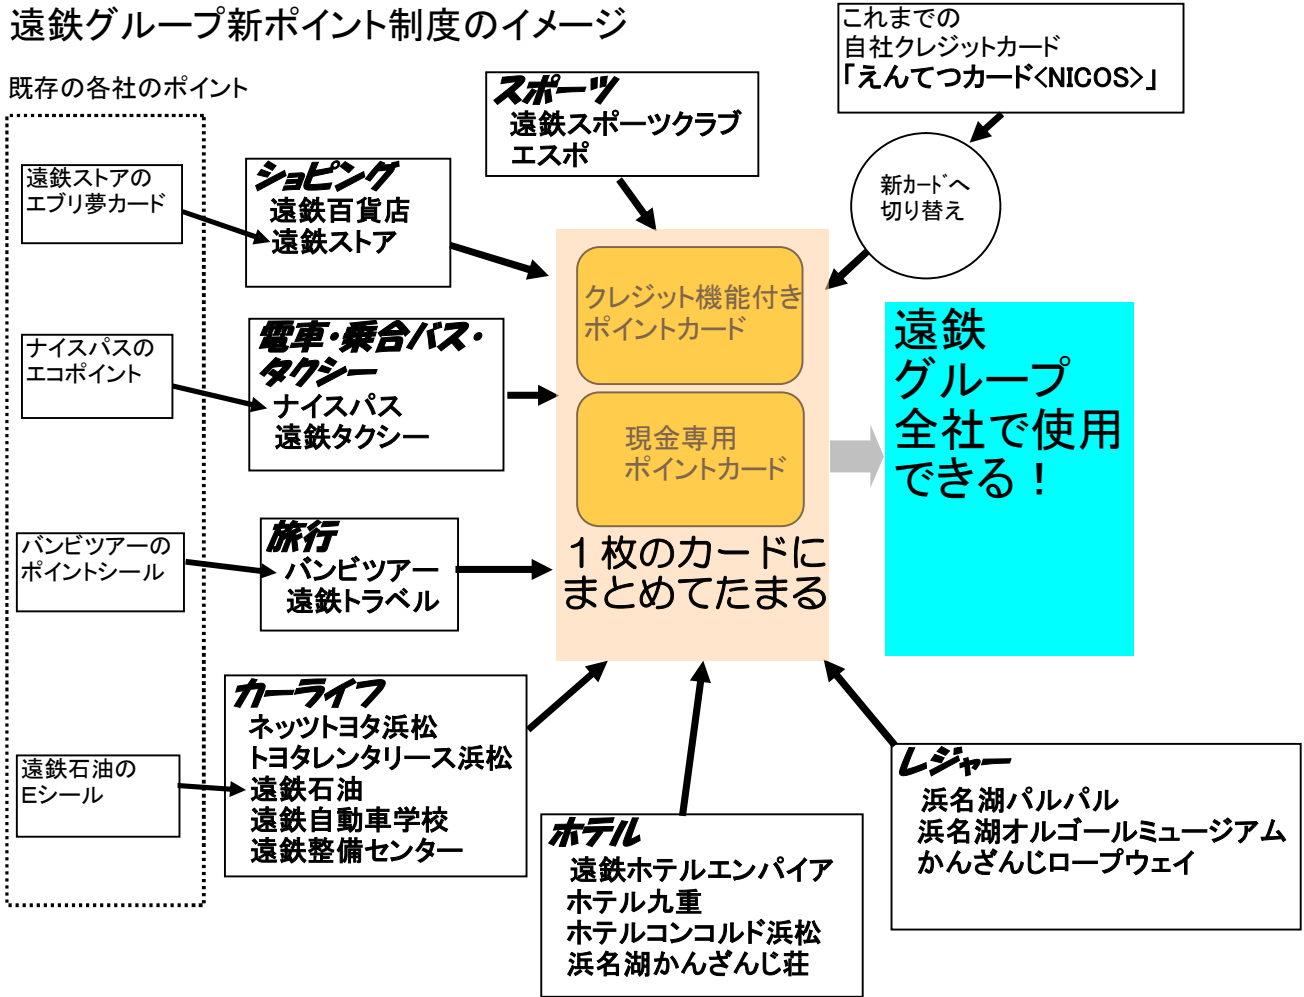 遠鉄グループ新ポイント制度のイメージ
これまでの
自社クレジットカード
「えんてつカード<NICOS>」
既存の各社のポイント
スポーツ
遠鉄スポーツクラブ
エスポ
新ｶｰﾄﾞへ
切り替え
遠鉄ストアの
エブリ夢カード
ショピング
遠鉄百貨店
遠鉄ストア
クレジット機能付き
ポイントカード
現金専用
ポイントカード
1枚のカードに
まとめてたまる
遠鉄
グループ
全社で使用
できる！
ナイスパスの
エコポイント
電車・乗合バス・
タクシー
ナイスパス
遠鉄タクシー
バンビツアーの
ポイントシール
旅行
バンビツアー
遠鉄トラベル
遠鉄石油の
Eシール
カーライフ
ネッツトヨタ浜松
トヨタレンタリース浜松
遠鉄石油
遠鉄自動車学校
遠鉄整備センター
ホテル
遠鉄ホテルエンパイア
ホテル九重
ホテルコンコルド浜松
浜名湖かんざんじ荘
レジャー
浜名湖パルパル
浜名湖オルゴールミュージアム
かんざんじロープウェイ